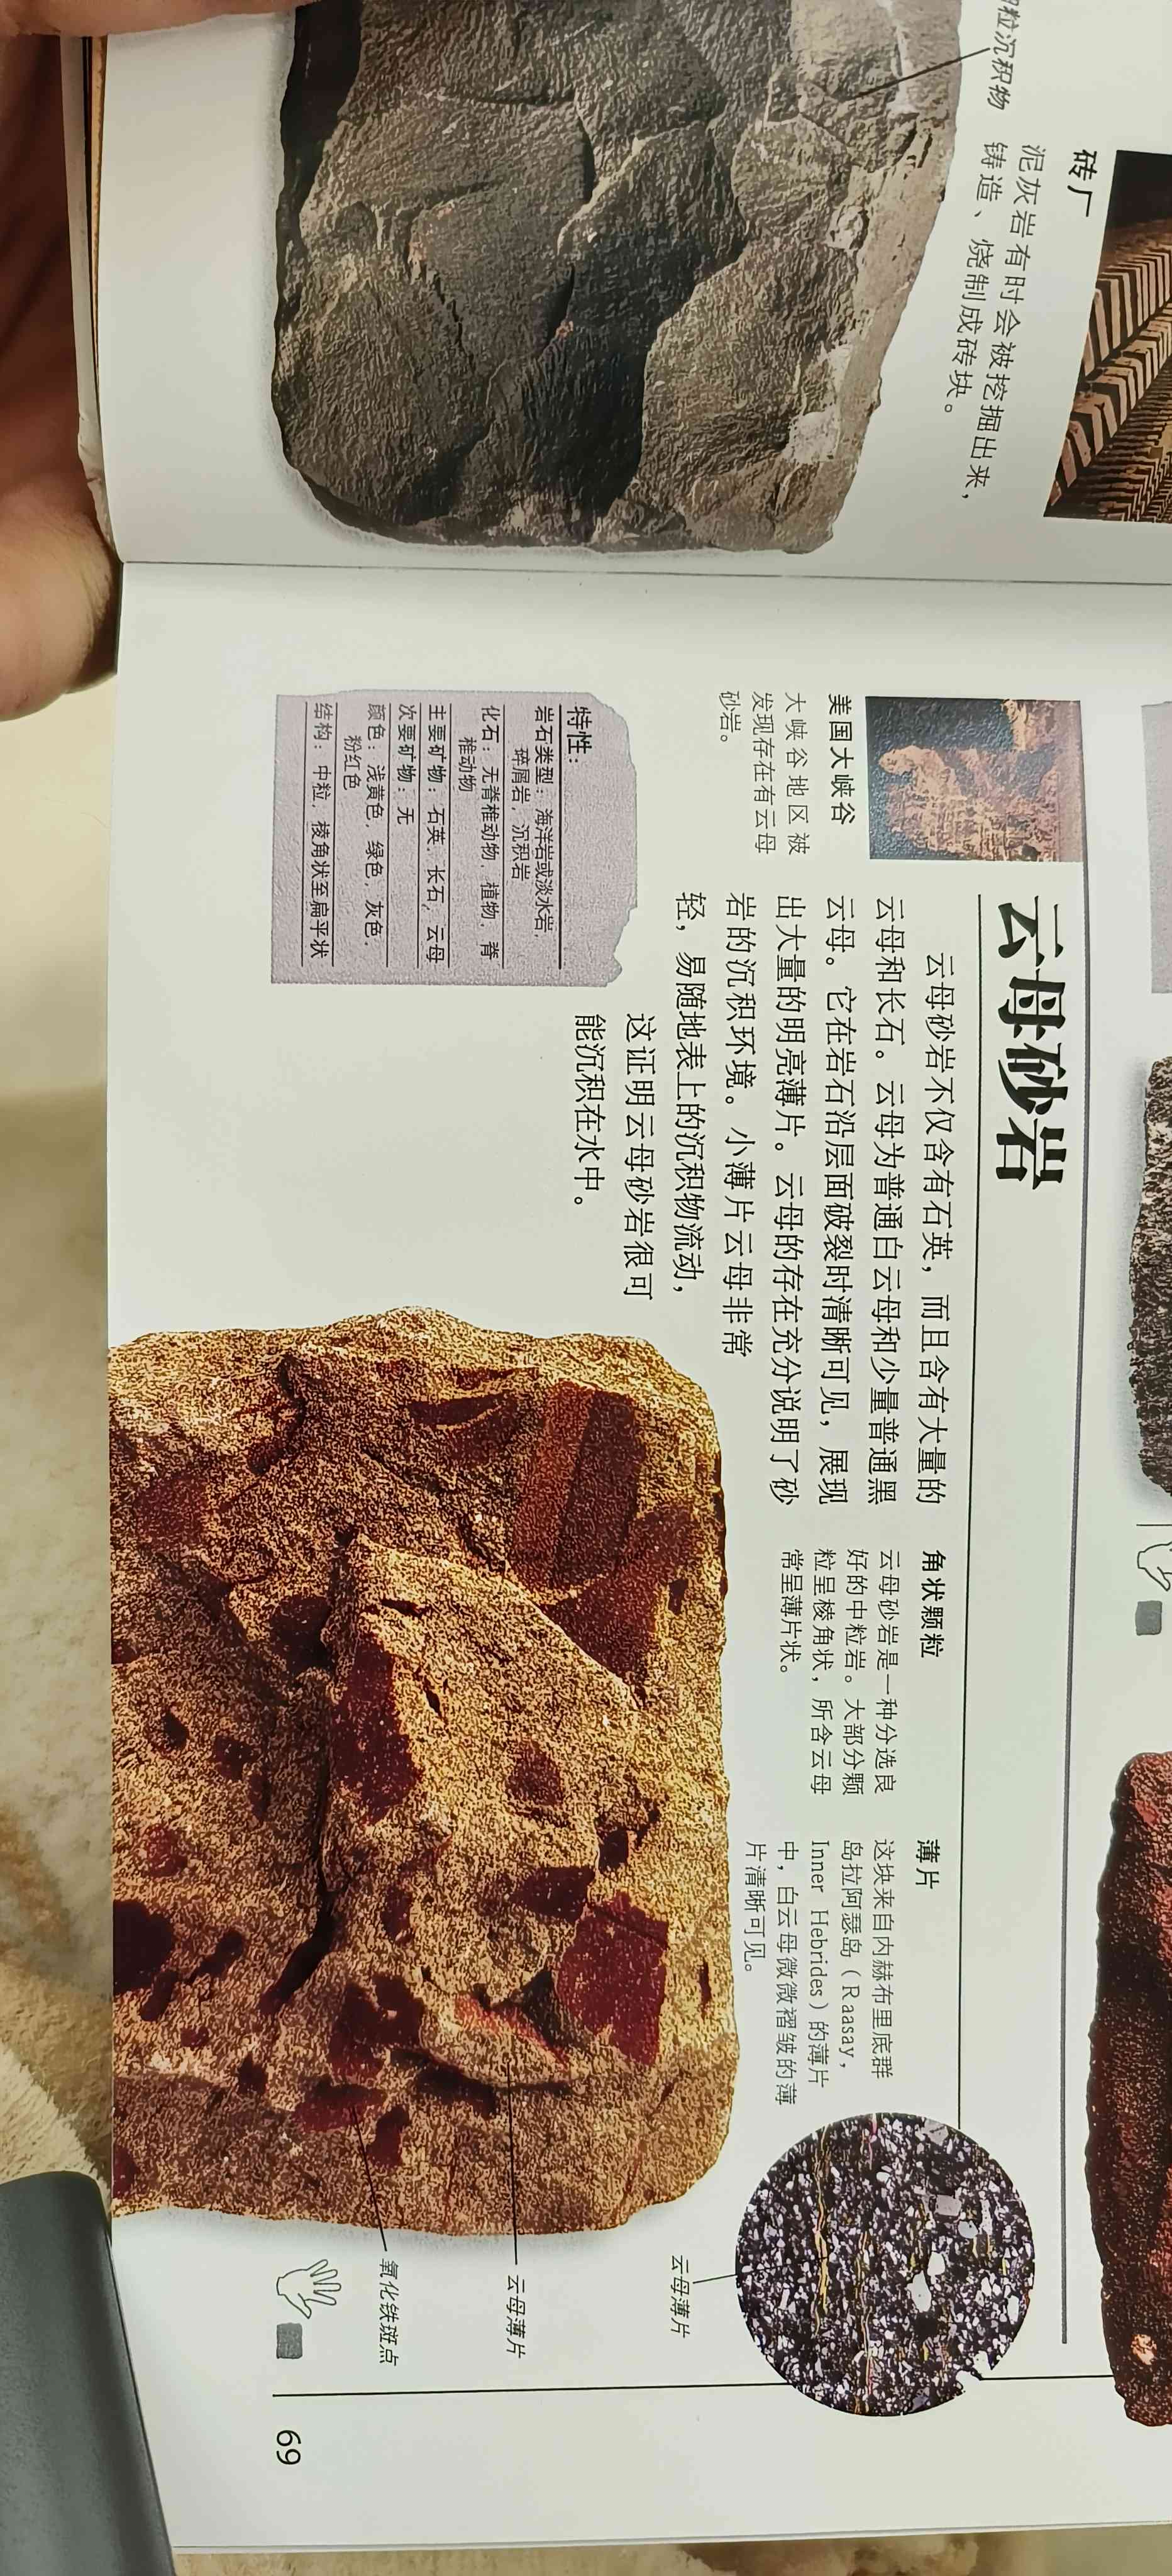 粒沉积物
砖厂
泥灰岩有时会被挖掘出来，
铸造、烧制成砖块。
云母砂岩
美国大峡谷
大峡谷地区被
发现存在有云母
砂岩。
云母砂岩不仅含有石英，而且含有大量的
云母和长石。云母为普通白云母和少量普通黑
云母。它在岩石沿层面破裂时清晰可见，展现
出大量的明亮薄片。云母的存在充分说明了砂
岩的沉积环境。小薄片云母非常
轻，易随地表上的沉积物流动，
这证明云母砂岩很可
能沉积在水中。
特性：
岩石类型：海洋岩或淡水岩，
碎屑岩，沉积岩
化石：无脊椎动物，植物，脊
椎动物
主要矿物：石英，长石，云母
次要矿物：无
颜色：浅黄色，绿色，灰色，
粉红色
结构：中粒，棱角状至扁平状
角状颗粒
云母砂岩是一种分选良
好的中粒岩。大部分颗
粒呈棱角状，所含云母
常呈薄片状。
薄片
这块来自内赫布里底群
岛拉阿瑟岛（Raasay，
Inner Hebrides）的薄片
中，白云母微微褶皱的薄
片清晰可见。
云母薄片
云母薄片
氧化铁斑点
69